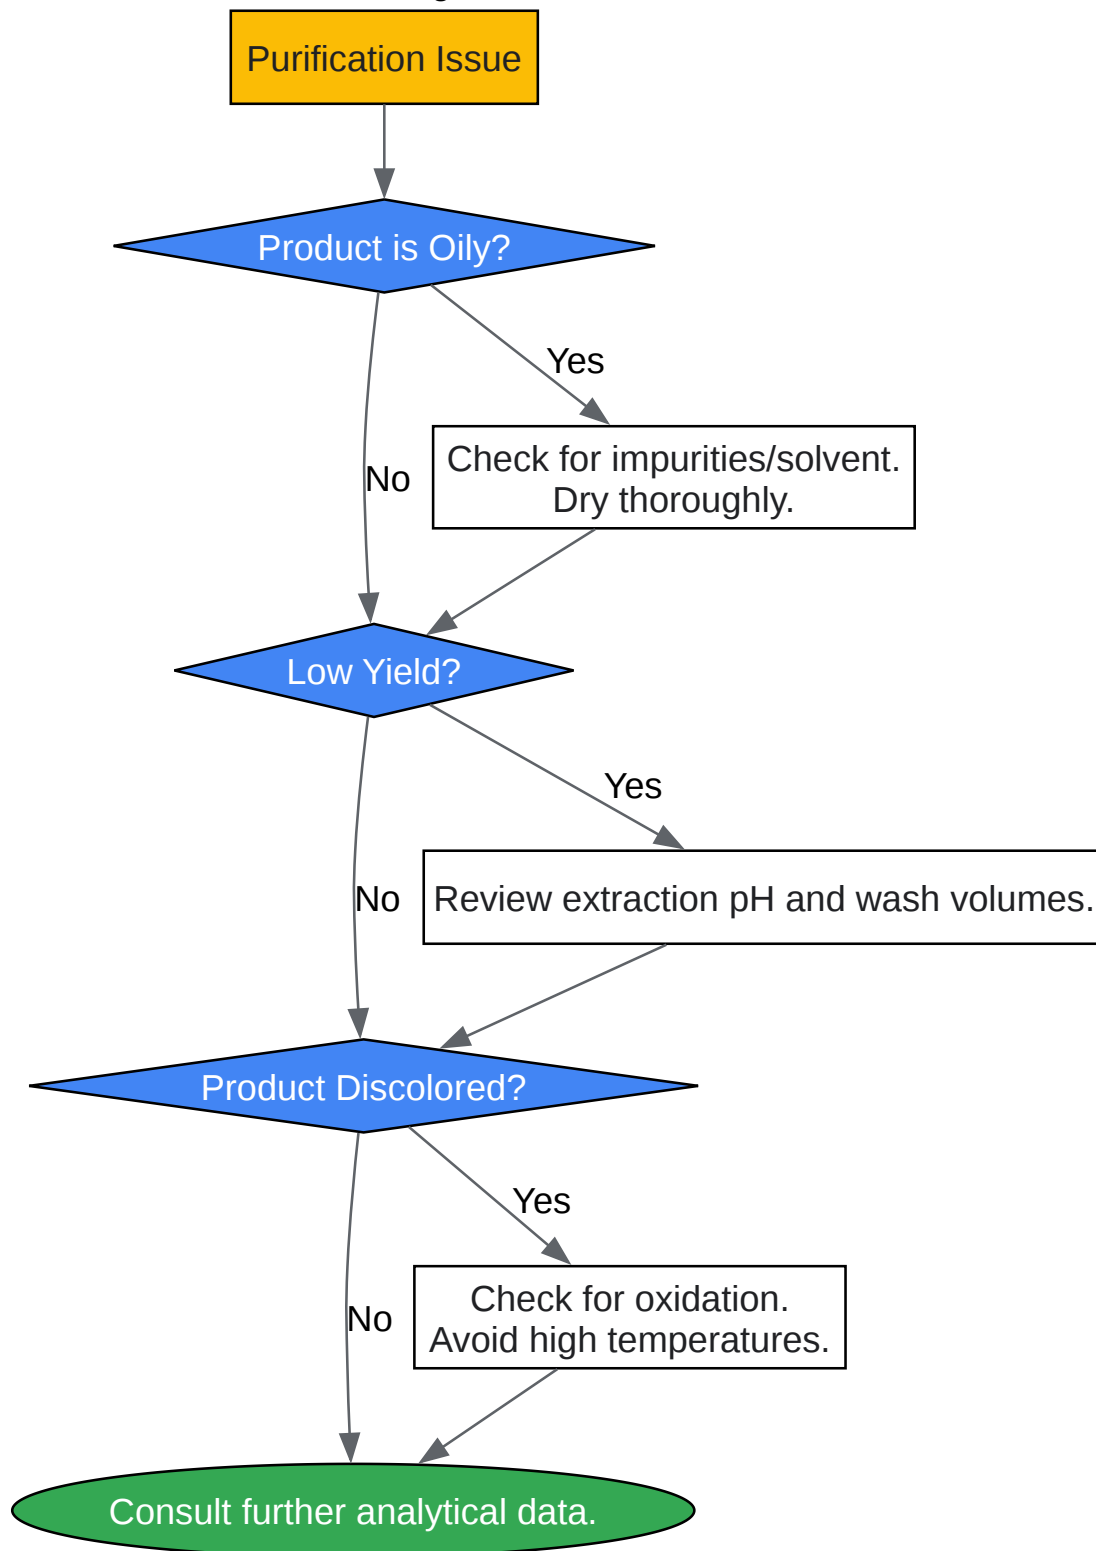 Purification Issue
Product is Oily?
Yes
Check for impurities/solvent.
Dry thoroughly.
No
Low Yield?
Yes
Review extraction pH and wash volumes.
No
Product Discolored?
Yes
Check for oxidation.
Avoid high temperatures.
No
Consult further analytical data.